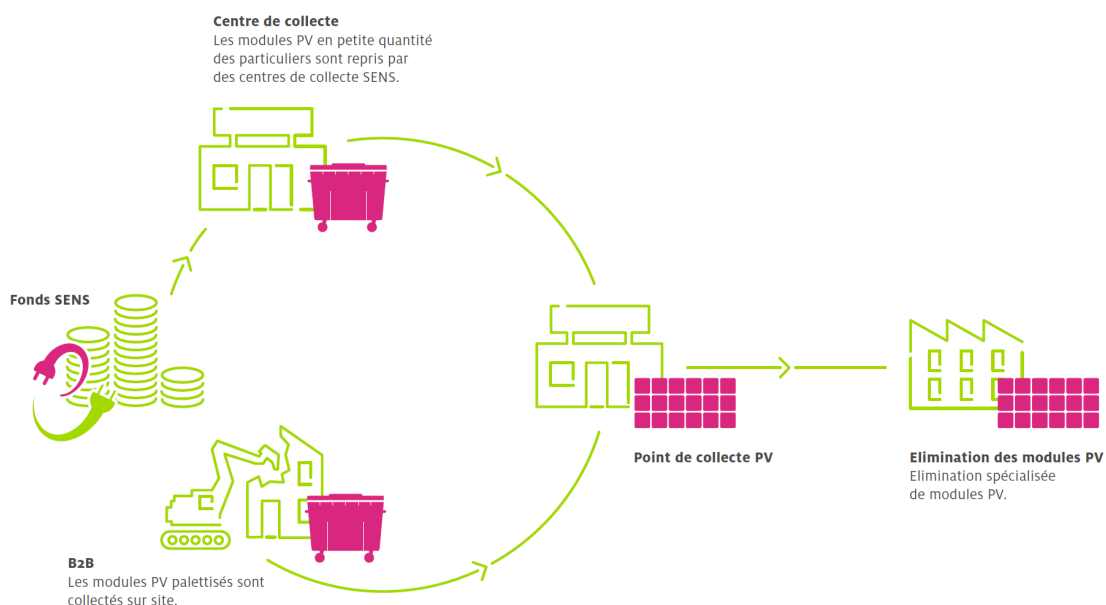 Centre de collecte
Les modules PV en petite quantité
des particuliers sont repris par
des centres de collecte SENS.
Fonds SENS
Point de collecte PV
Elimination des modules PV
Elimination spécialisée
de modules PV.
B2B
Les modules PV palettisés sont
collectés sur site.